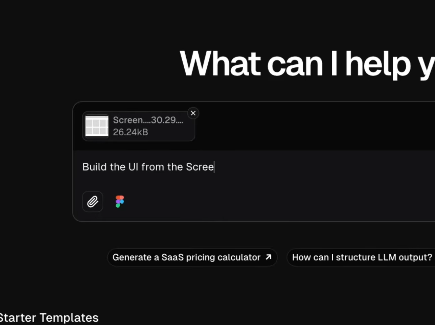 What can I help y
Screen....30.29....
26.24kB
Build the UI from the Scree
Generate a SaaS pricing calculator
How can I structure LLM output?
Starter Templates